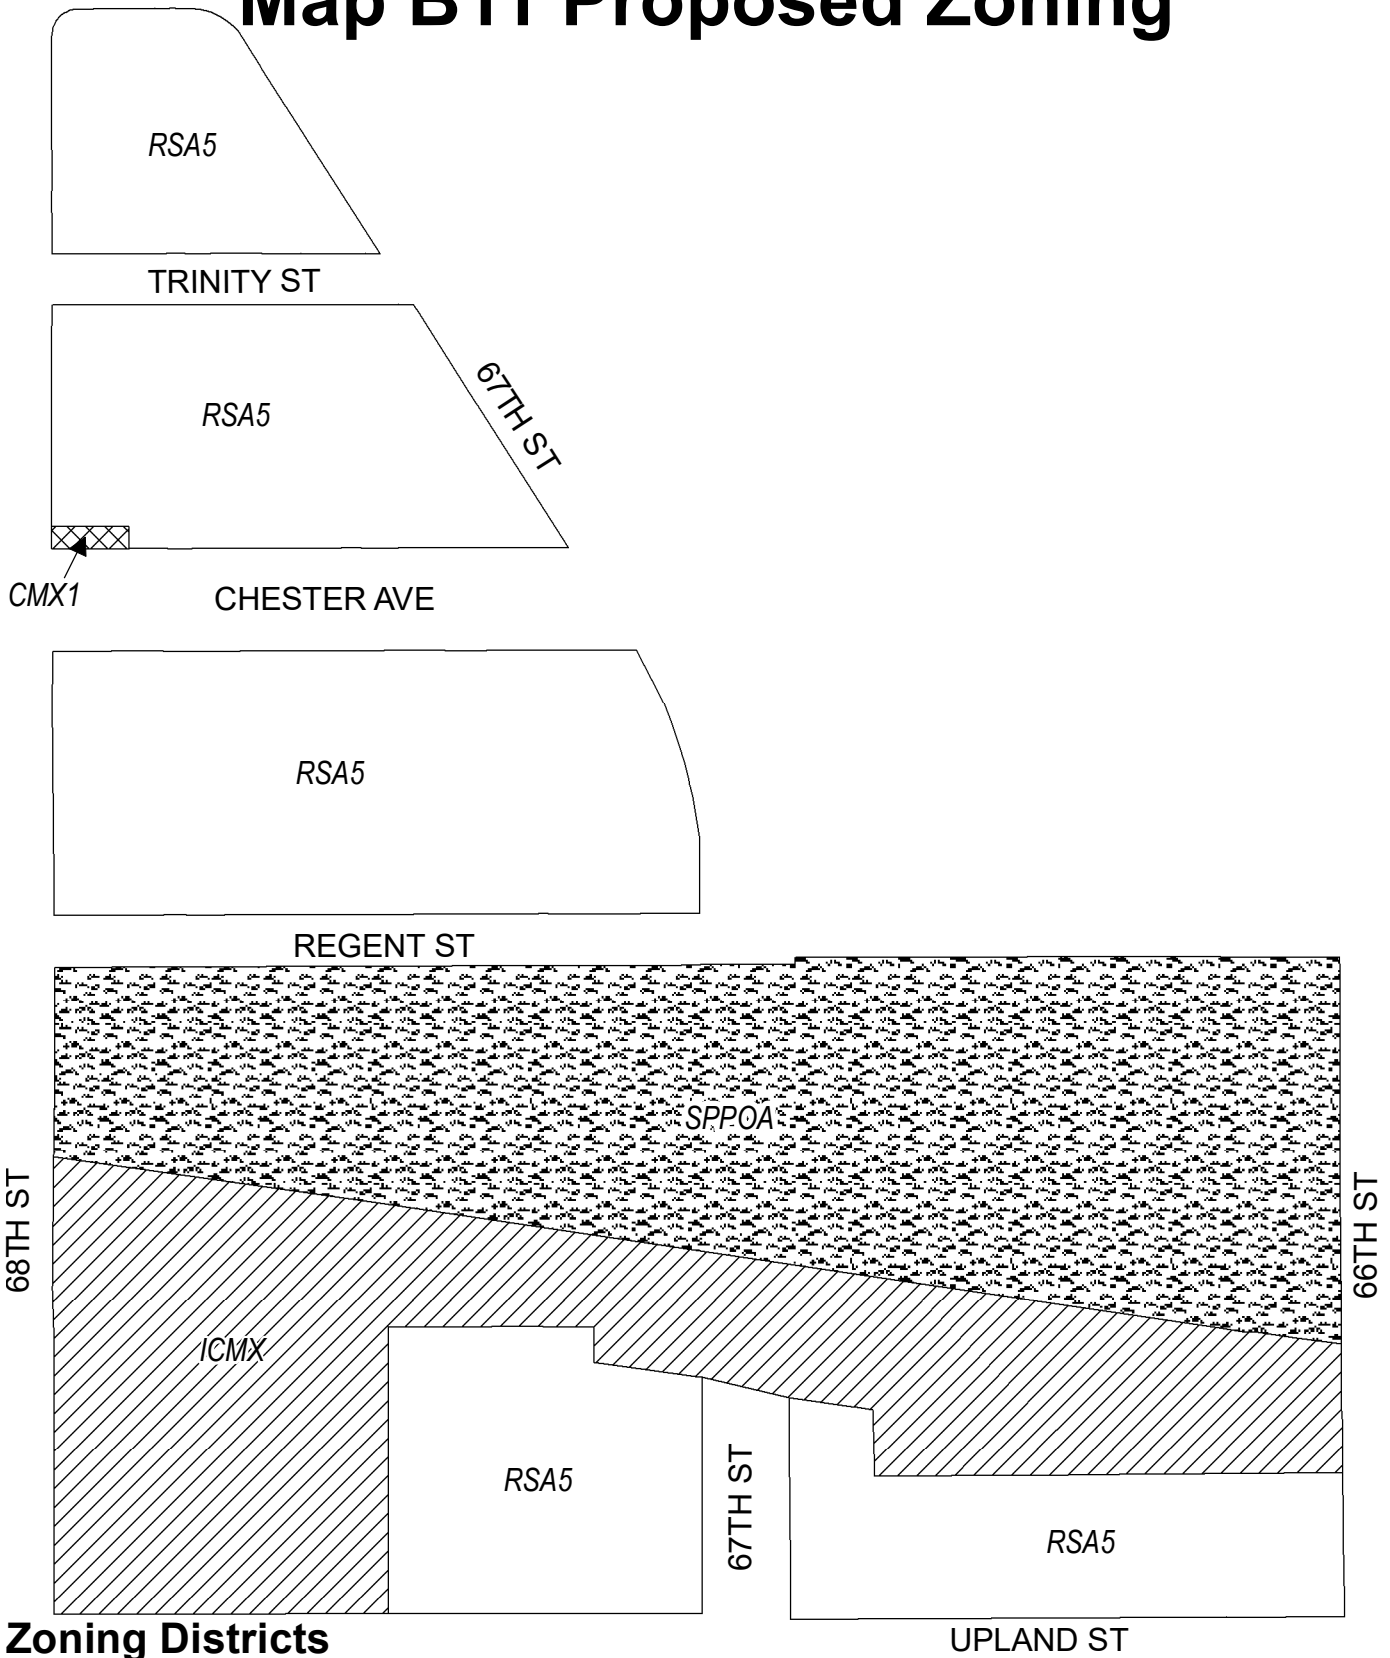 Map B11 Proposed Zoning
RSA5
TRINITY ST
RSA5
67TH ST
CMX1
CHESTER AVE
RSA5
REGENT ST
SPPOA
68TH ST
66TH ST
ICMX
RSA5
67TH ST
RSA5
Zoning Districts
UPLAND ST